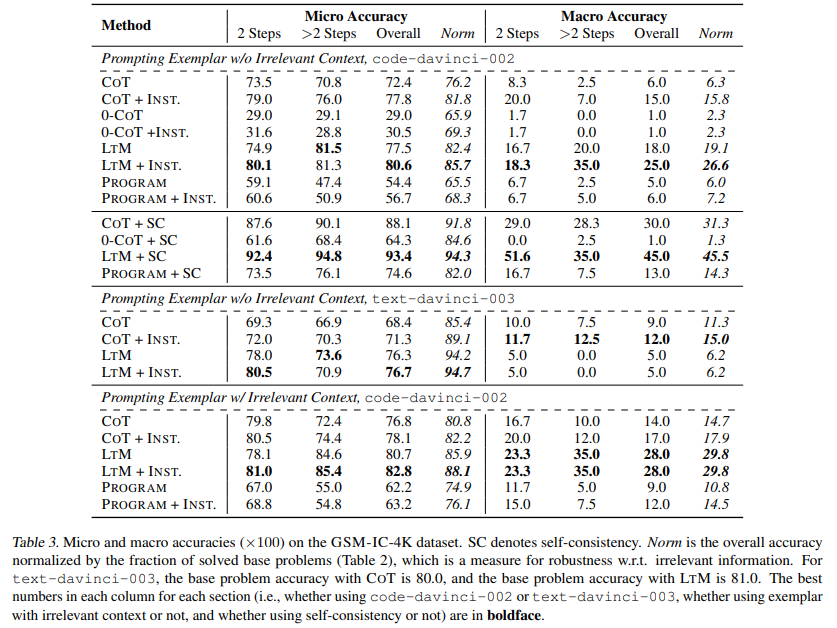 Method Micro Accuracy Macro Accuracy
2 Steps >2 Steps Overall Norm 2 Steps >2 Steps Overall Norm
Prompting Exemplar w/o Irrelevant Context, code-davinci-002
COT 73.5 70.8 72.4 76.2 8.3 2.5 6.0 6.3
COT + INST. 79.0 76.0 77.8 81.8 20.0 7.0 15.0 15.8
0-COT 29.0 29.1 29.0 65.9 1.7 0.0 1.0 2.3
0-COT +INST. 31.6 28.8 30.5 69.3 1.7 0.0 1.0 2.3
LTM 74.9 81.5 77.5 82.4 16.7 20.0 18.0 19.1
LTM + INST. 80.1 81.3 80.6 85.7 18.3 35.0 25.0 26.6
PROGRAM 59.1 47.4 54.4 65.5 6.7 2.5 5.0 6.0
PROGRAM + INST. 60.6 50.9 56.7 68.3 6.7 5.0 6.0 7.2
COT + SC 87.6 90.1 88.1 91.8 29.0 28.3 30.0 31.3
0-COT + SC 61.6 68.4 64.3 84.6 0.0 2.5 1.0 1.3
LTM + SC 92.4 94.8 93.4 94.3 51.6 35.0 45.0 45.5
PROGRAM + SC 73.5 76.1 74.6 82.0 16.7 7.5 13.0 14.3
Prompting Exemplar w/o Irrelevant Context, text-davinci-003
COT 69.3 66.9 68.4 85.4 10.0 7.5 9.0 11.3
COT + INST. 72.0 70.3 71.3 89.1 11.7 12.5 12.0 15.0
LTM 78.0 73.6 76.3 94.2 5.0 0.0 5.0 6.2
LTM + INST. 80.5 70.9 76.7 94.7 5.0 0.0 5.0 6.2
Prompting Exemplar w/ Irrelevant Context, code-davinci-002
COT 79.8 72.4 76.8 80.8 16.7 10.0 14.0 14.7
COT + INST. 80.5 74.4 78.1 82.2 20.0 12.0 17.0 17.9
LTM 78.1 84.6 80.7 85.9 23.3 35.0 28.0 29.8
LTM + INST. 81.0 85.4 82.8 88.1 23.3 35.0 28.0 29.8
PROGRAM 67.0 55.0 62.2 74.9 11.7 5.0 9.0 10.8
PROGRAM + INST. 68.8 54.8 63.2 76.1 15.0 7.5 12.0 14.5
Table 3. Micro and macro accuracies (×100) on the GSM-IC-4K dataset. SC denotes self-consistency. Norm is the overall accuracy
normalized by the fraction of solved base problems (Table 2), which is a measure for robustness w.r.t. irrelevant information. For
text-davinci-003, the base problem accuracy with COT is 80.0, and the base problem accuracy with LTM is 81.0. The best
numbers in each column for each section (i.e., whether using code-davinci-002 or text-davinci-003, whether using exemplar
with irrelevant context or not, and whether using self-consistency or not) are in boldface.